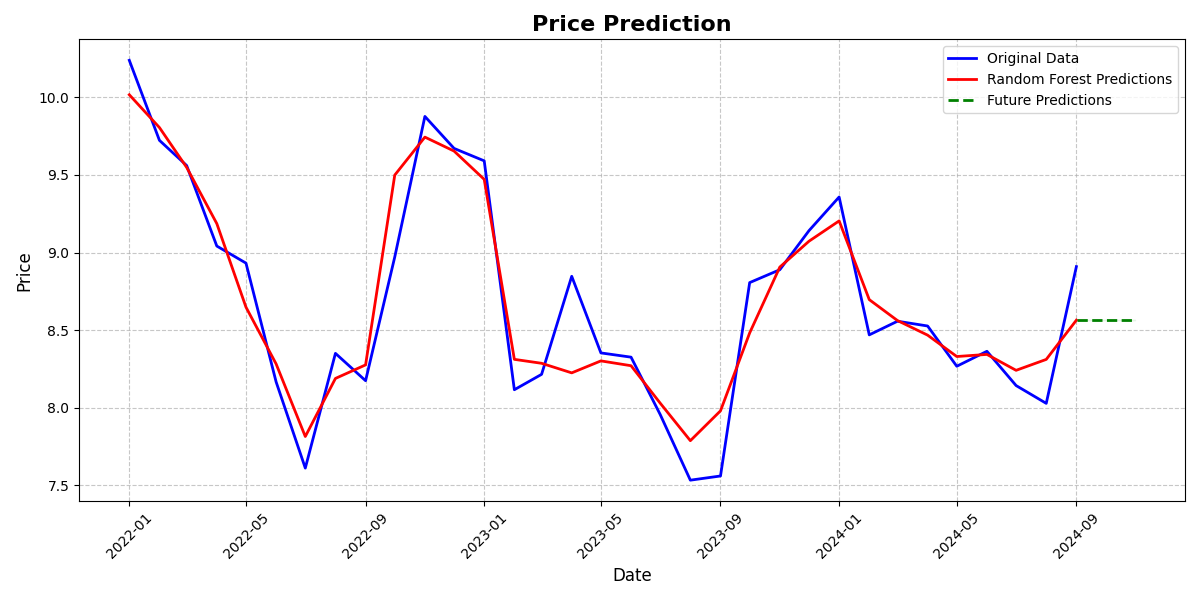 Price Prediction
Original Data
Random Forest Predictions
Future Predictions
Price
10.0
9.5
9.0
8.5
8.0
7.5
2022-01
2022-05
2022-09
2023-01
2023-05
2023-09
2024-01
2024-05
2024-09
Date